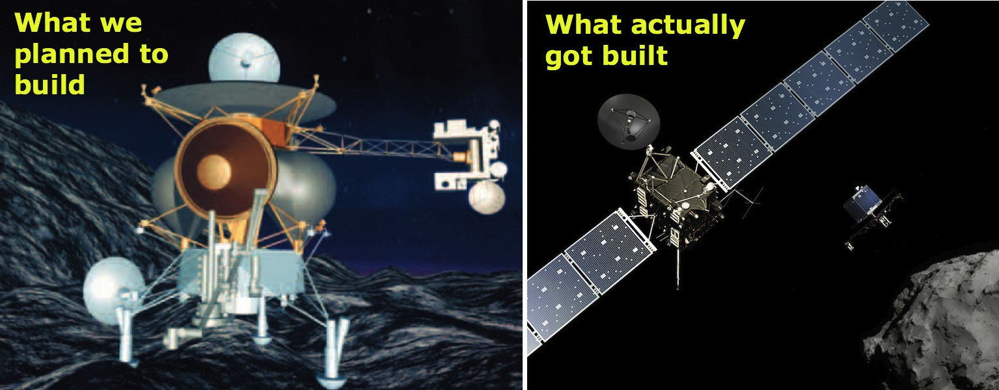 What we
planned to
build
What actually
got built